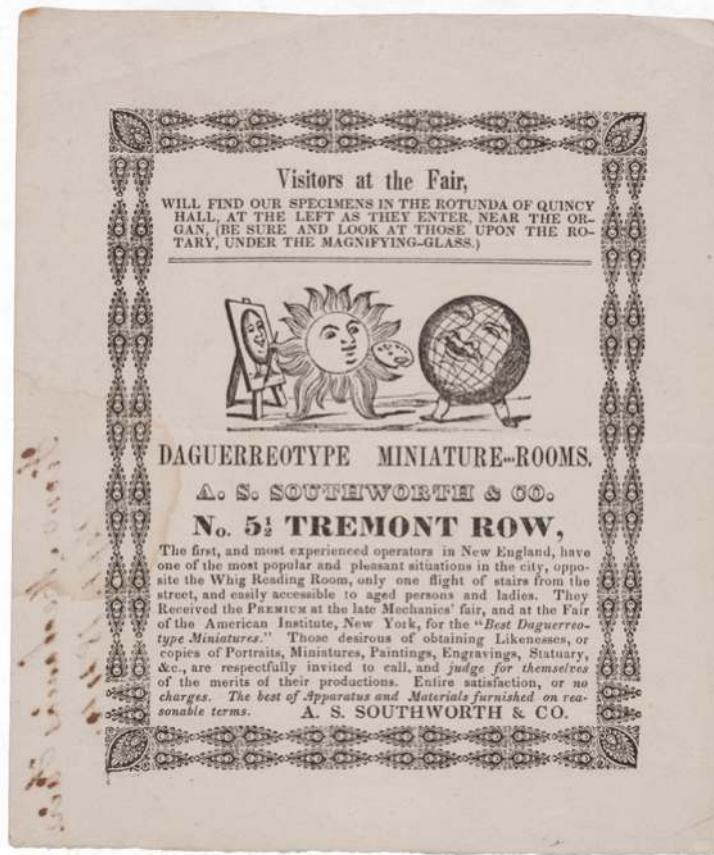 Visitors at the Fair,
WILL FIND OUR SPECIMENS IN THE ROTUNDA OF QUINCY
HALL, AT THE LEFT AS THEY ENTER, NEAR THE OR-
GAN, (BE SURE AND LOOK AT THOSE UPON THE RO-
TARY, UNDER THE MAGNIFYING-GLASS.)
DAGUERREOTYPE MINIATURE--ROOMS.
A. S. SOUTHWORTH & CO.
No. 5½ TREMONT ROW,
The first, and most experienced operators in New England, have
one of the most popular and pleasant situations in the city, oppo-
site the Whig Reading Room, only one flight of stairs from the
street, and easily accessible to aged persons and ladies. They
Received the PREMIUM at the late Mechanics' fair, and at the Fair
of the American Institute, New York, for the "Best Daguerreo-
type Miniatures." Those desirous of obtaining Likenesses, or
copies of Portraits, Miniatures, Paintings, Engravings, Statuary,
&c., are respectfully invited to call, and judge for themselves
of the merits of their productions. Entire satisfaction, or no
charges. The best of Apparatus and Materials furnished on rea-
sonable terms. A. S. SOUTHWORTH & CO.